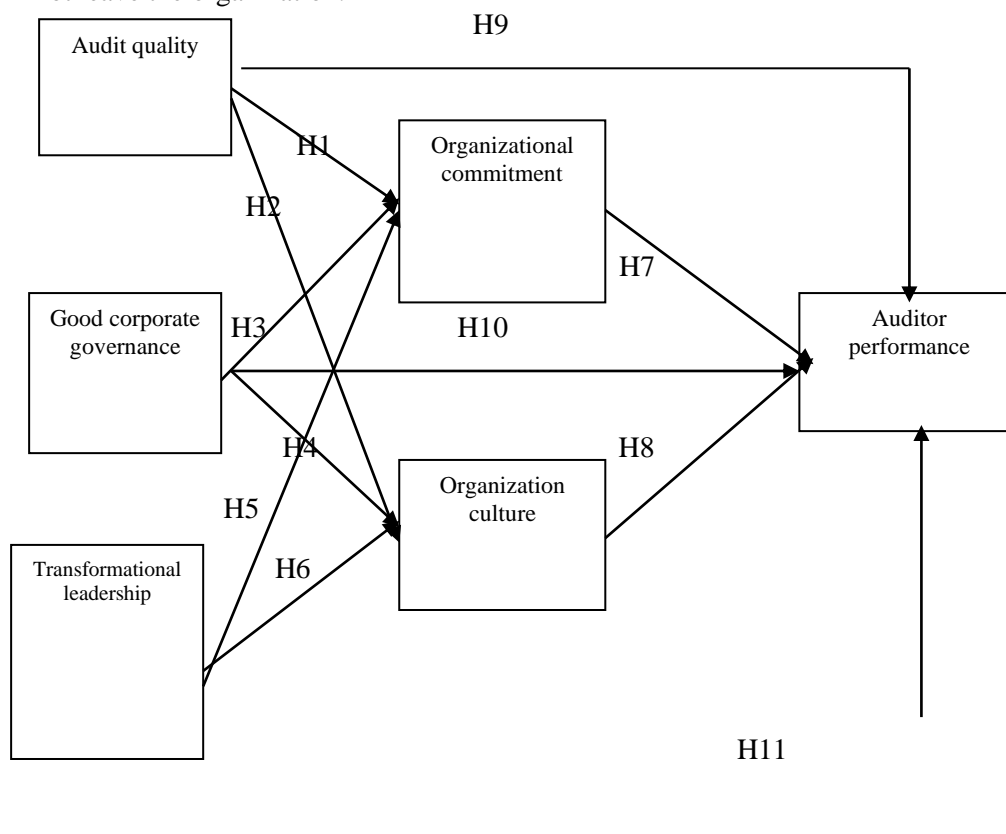 H9
Audit quality
H1
Organizational
commitment
H2
H7
Good corporate
governance
H3
H10
Auditor
performance
H4
H8
Organization
culture
H5
H6
Transformational
leadership
H11